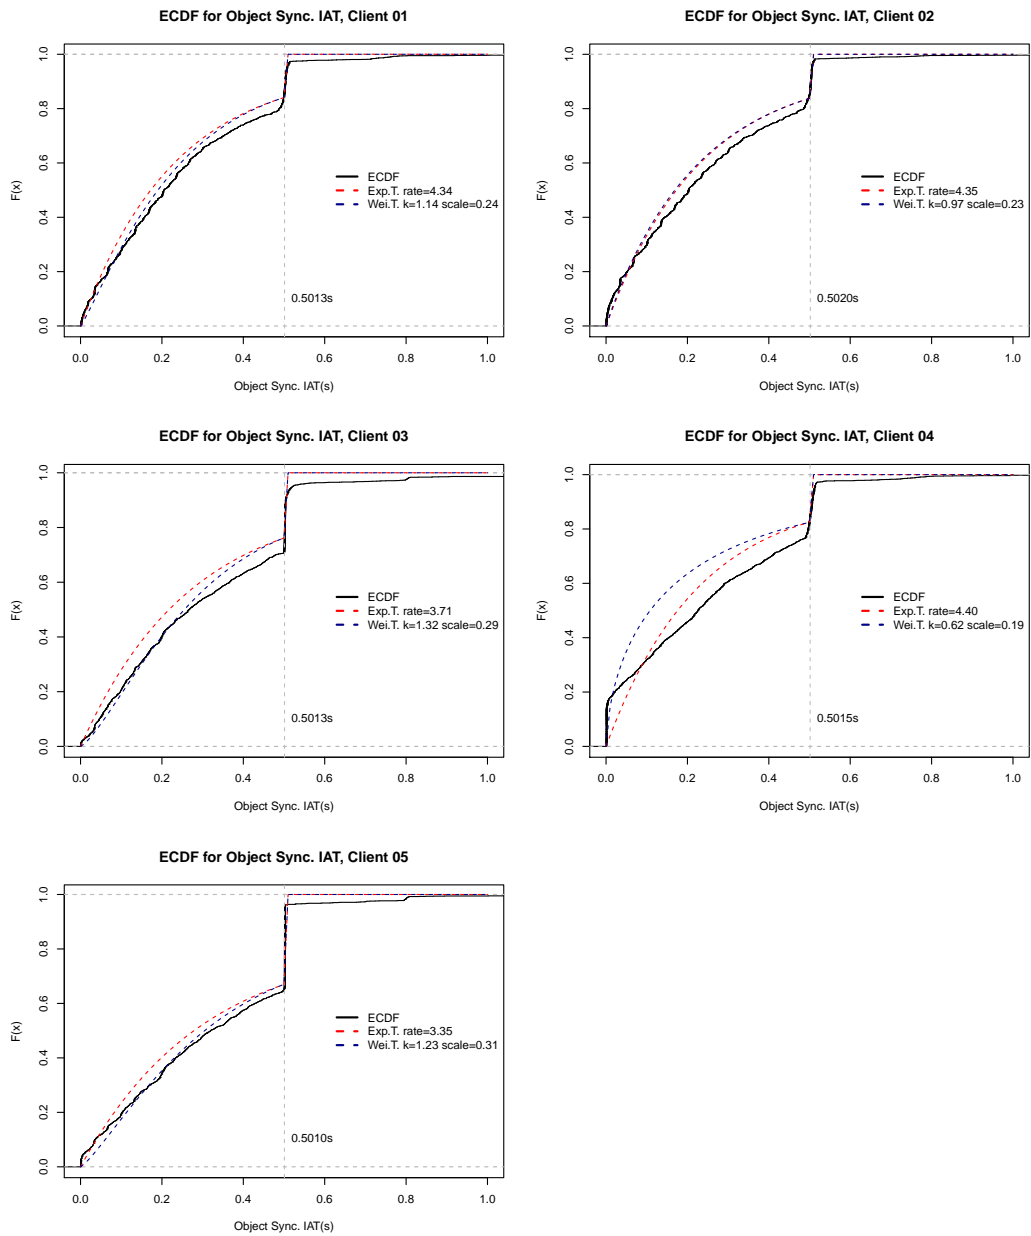 ECDF for Object Sync. IAT, Client 01
F(x)
1.0
0.8
0.6
0.4
0.2
0.0
ECDF
Exp.T. rate=4.34
Wei.T. k=1.14 scale=0.24
0.5013s
0.0 0.2 0.4 0.6 0.8 1.0
Object Sync. IAT(s)
ECDF for Object Sync. IAT, Client 02
F(x)
1.0
0.8
0.6
0.4
0.2
0.0
ECDF
Exp.T. rate=4.35
Wei.T. k=0.97 scale=0.23
0.5020s
0.0 0.2 0.4 0.6 0.8 1.0
Object Sync. IAT(s)
ECDF for Object Sync. IAT, Client 03
F(x)
1.0
0.8
0.6
0.4
0.2
0.0
ECDF
Exp.T. rate=3.71
Wei.T. k=1.32 scale=0.29
0.5013s
0.0 0.2 0.4 0.6 0.8 1.0
Object Sync. IAT(s)
ECDF for Object Sync. IAT, Client 04
F(x)
1.0
0.8
0.6
0.4
0.2
0.0
ECDF
Exp.T. rate=4.40
Wei.T. k=0.62 scale=0.19
0.5015s
0.0 0.2 0.4 0.6 0.8 1.0
Object Sync. IAT(s)
ECDF for Object Sync. IAT, Client 05
F(x)
1.0
0.8
0.6
0.4
0.2
0.0
ECDF
Exp.T. rate=3.35
Wei.T. k=1.23 scale=0.31
0.5010s
0.0 0.2 0.4 0.6 0.8 1.0
Object Sync. IAT(s)